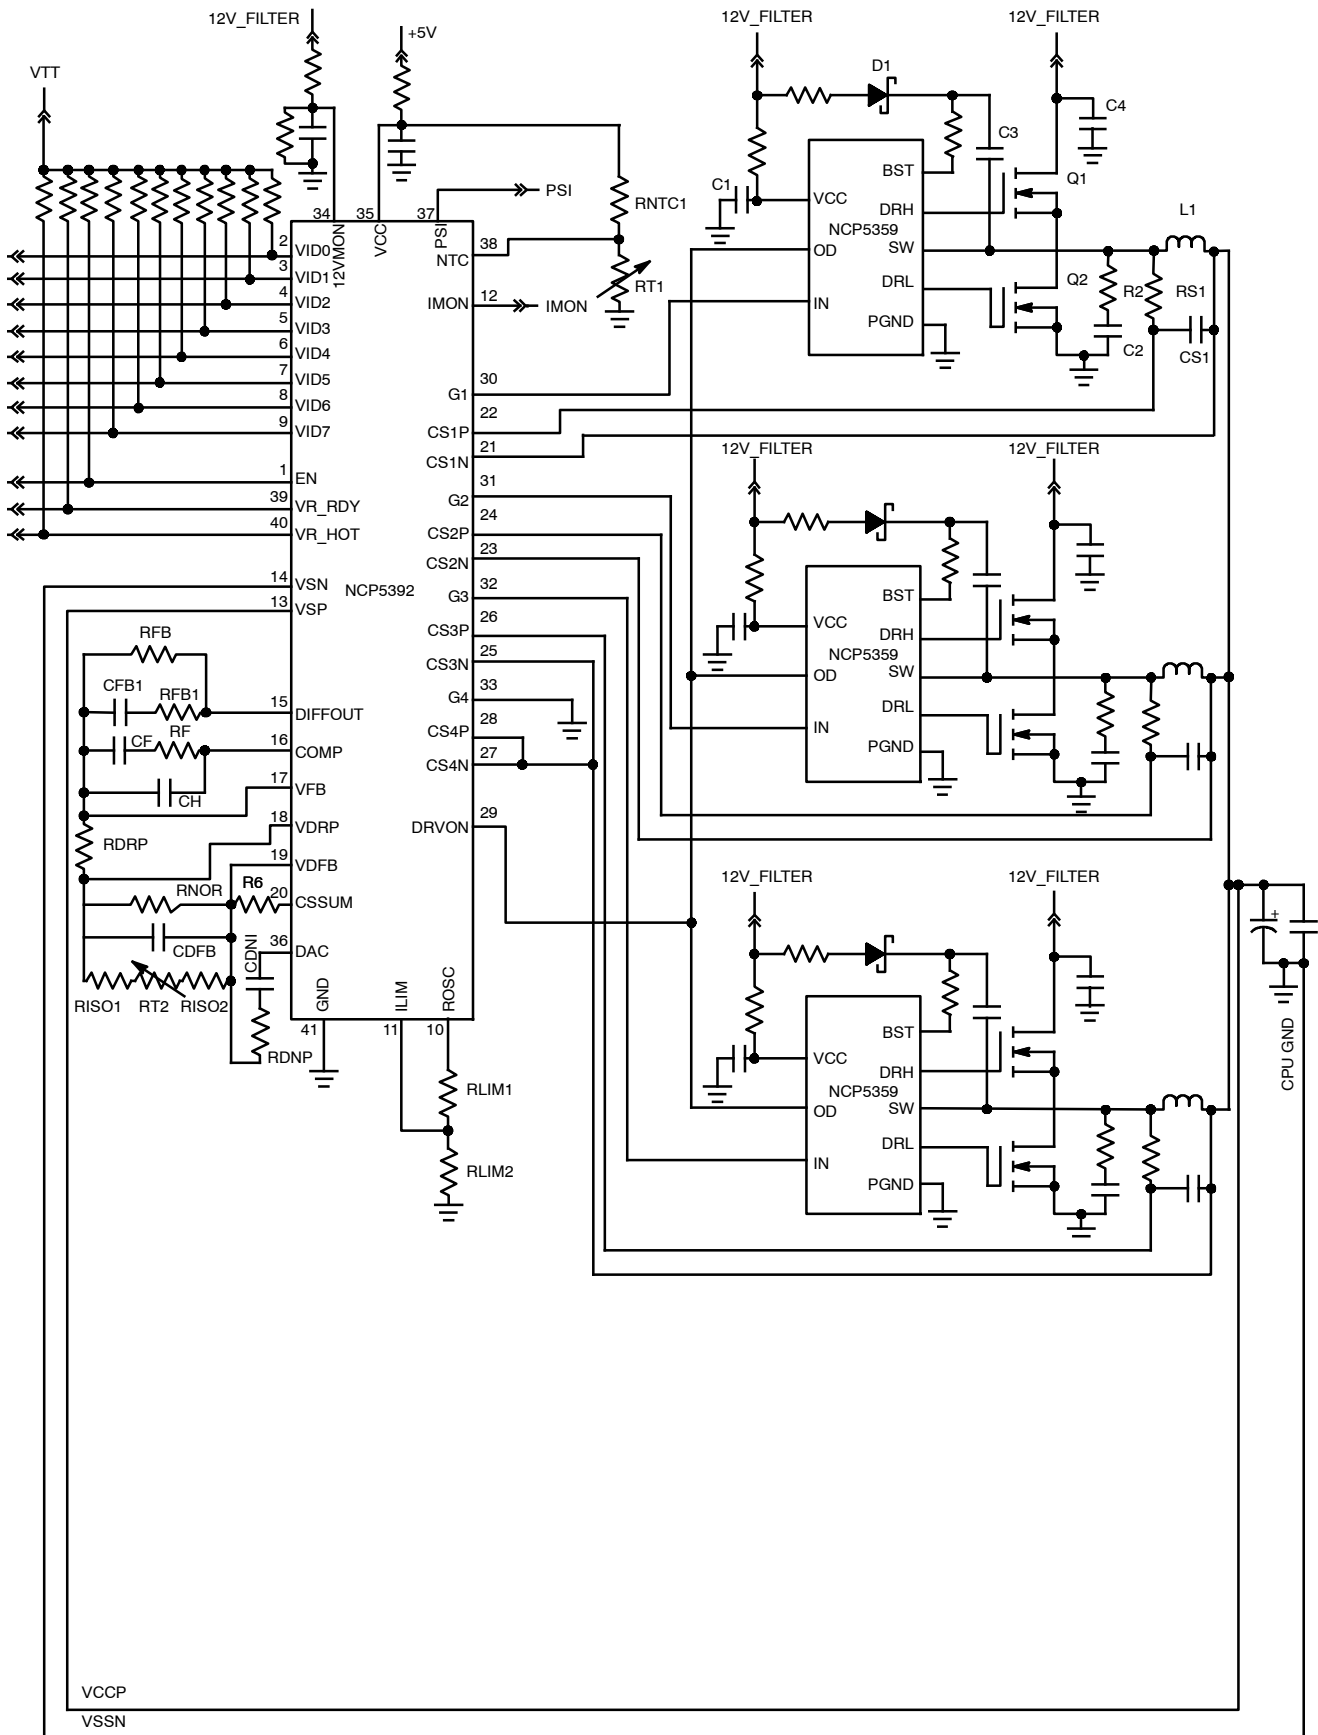 12V_FILTER
+5V
12V_FILTER
12V_FILTER
VTT
D1
C4
C3
BST
Q1
PSI
RNTC1
C1
VCC
DRH
L1
34
35
37
12VMON
VCC
PSI
NCP5359
2
VID0
38
NTC
OD
SW
3
VID1
RT1
DRL
Q2
R2
RS1
4
VID2
12
IMON
IMON
IN
5
VID3
PGND
C2
CS1
6
VID4
7
VID5
30
G1
8
VID6
22
9
VID7
CS1P
21
12V_FILTER
12V_FILTER
CS1N
1
EN
31
G2
39
VR_RDY
24
40
VR_HOT
CS2P
23
CS2N
14
VSN
NCP5392
32
G3
BST
13
VSP
26
CS3P
VCC
DRH
RFB
25
CS3N
NCP5359
OD
SW
CFB1
RFB1
33
G4
DRL
15
DIFFOUT
28
CS4P
IN
CF
RF
16
COMP
27
CS4N
PGND
17
VFB
CH
18
VDRP
29
DRVON
RDRP
19
VDFB
12V_FILTER
12V_FILTER
RNOR
R6
20
CSSUM
+
36
DAC
CDFB
CDNI
RISO1
RT2
RISO2
GND
ILIM
ROSC
BST
41
11
10
RDNP
VCC
DRH
CPU GND
RLIM1
NCP5359
OD
SW
DRL
RLIM2
IN
PGND
VCCP
VSSN